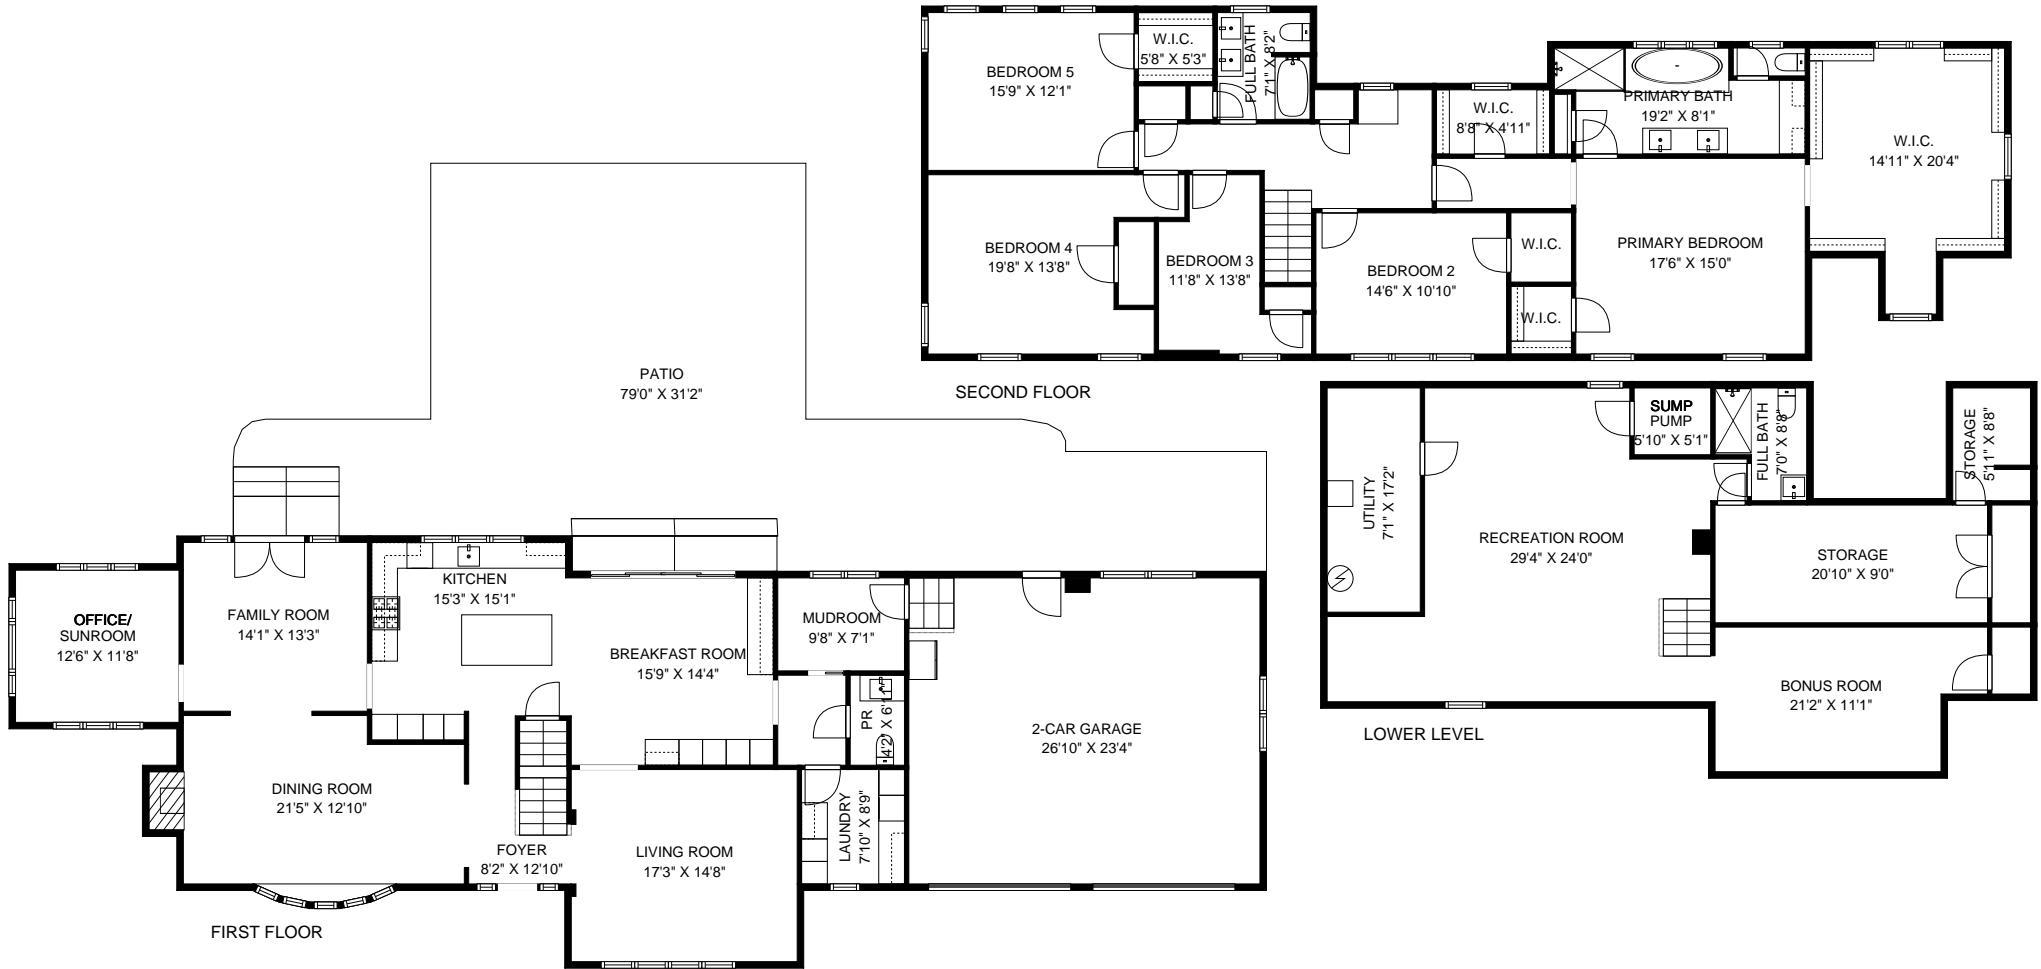 BEDROOM 5
15'9" X 12'1"
W.I.C.
5'8" X 5'3"
FULL BATH
7'1" X 8'2"
W.I.C.
8'8" X 4'11"
PRIMARY BATH
19'2" X 8'1"
W.I.C.
14'11" X 20'4"
BEDROOM 4
19'8" X 13'8"
BEDROOM 3
11'8" X 13'8"
BEDROOM 2
14'6" X 10'10"
W.I.C.
W.I.C.
PRIMARY BEDROOM
17'6" X 15'0"
SECOND FLOOR
PATIO
79'0" X 31'2"
OFFICE/
SUNROOM
12'6" X 11'8"
FAMILY ROOM
14'1" X 13'3"
KITCHEN
15'3" X 15'1"
BREAKFAST ROOM
15'9" X 14'4"
MUDROOM
9'8" X 7'1"
PR
4'2" X 6'
2-CAR GARAGE
26'10" X 23'4"
DINING ROOM
21'5" X 12'10"
FOYER
8'2" X 12'10"
LIVING ROOM
17'3" X 14'8"
LAUNDRY
7'10" X 8'9"
FIRST FLOOR
UTILITY
7'1" X 17'2"
RECREATION ROOM
29'4" X 24'0"
SUMP
PUMP
5'10" X 5'1"
FULL BATH
7'0" X 8'8"
STORAGE
5'11" X 8'8"
STORAGE
20'10" X 9'0"
BONUS ROOM
21'2" X 11'1"
LOWER LEVEL